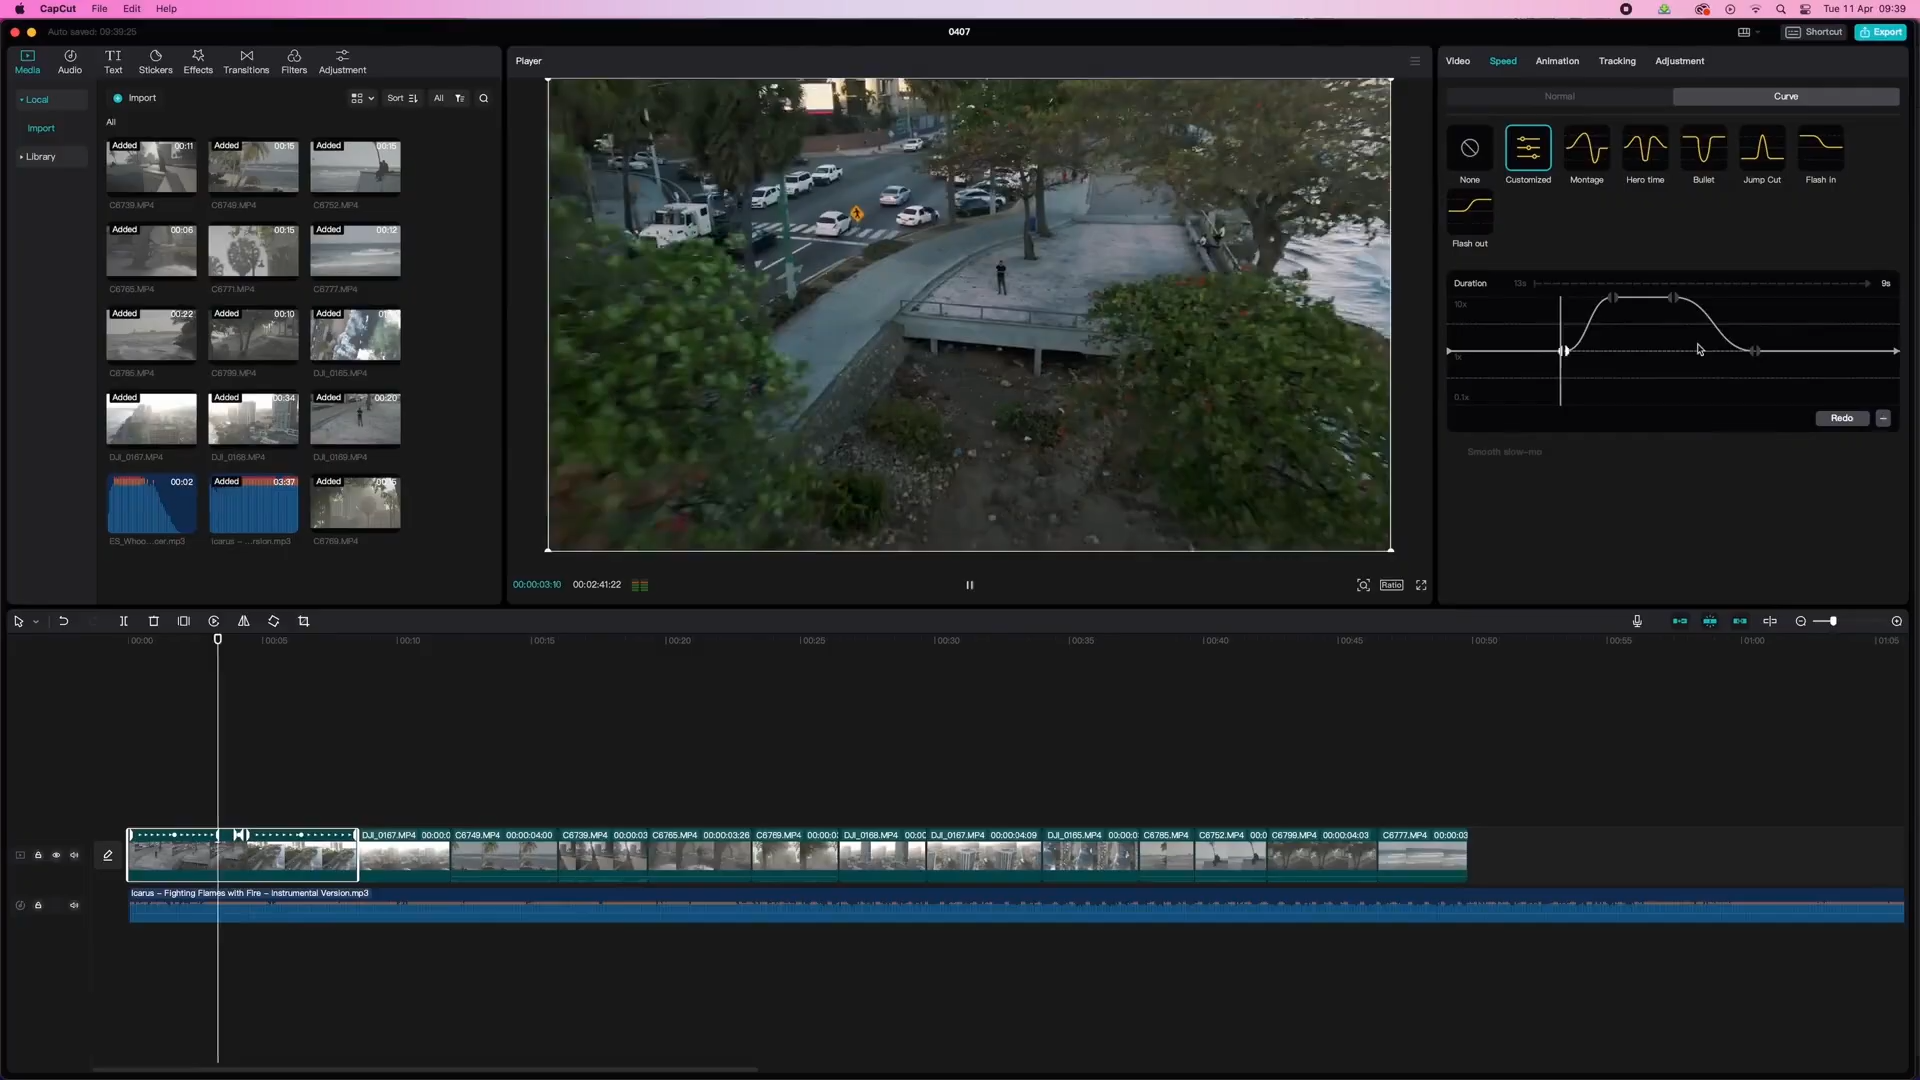 CapCut File Edit Help
Tue 11 Apr 09:39
Auto saved: 09:39:25
0407
Shortcut
Export
Media Audio Text Stickers Effects Transitions Filters Adjustment
Local
Import
Library
Import
Sort
All
All
Added 00:11
Added 00:15
Added 00:15
C6739.MP4
C6749.MP4
C6752.MP4
Added 00:06
Added 00:15
Added 00:12
C6765.MP4
C6771.MP4
C6777.MP4
Added 00:22
Added 00:10
Added
C6785.MP4
C6799.MP4
DJI_0165.MP4
Added
Added 00:34
Added 00:20
DJI_0167.MP4
DJI_0168.MP4
DJI_0169.MP4
00:02
Added 03:37
Added
ES_Whoo...cer.mp3
icarus – ...rsion.mp3
C6769.MP4
Player
00:00:03:10 00:02:41:22
Ratio
Video Speed Animation Tracking Adjustment
Normal
Curve
None
Customized
Montage
Hero time
Bullet
Jump Cut
Flash in
Flash out
Duration 13s 9s
10x
1x
0.1x
Redo
Smooth slow-mo
00:00 00:05 00:10 00:15 00:20 00:25 00:30 00:35 00:40 00:45 00:50 00:55 01:00 01:05
DJI_0167.MP4 00:00:0 C6749.MP4 00:00:04:00 C6739.MP4 00:00:03 C6765.MP4 00:00:03:26 C6769.MP4 00:00:0 DJI_0168.MP4 00:00 DJI_0167.MP4 00:00:04:09 DJI_0165.MP4 00:00:0 C6785.MP4 C6752.MP4 00:0 C6799.MP4 00:00:04:03 C6777.MP4 00:00:03
Icarus – Fighting Flames with Fire – Instrumental Version.mp3